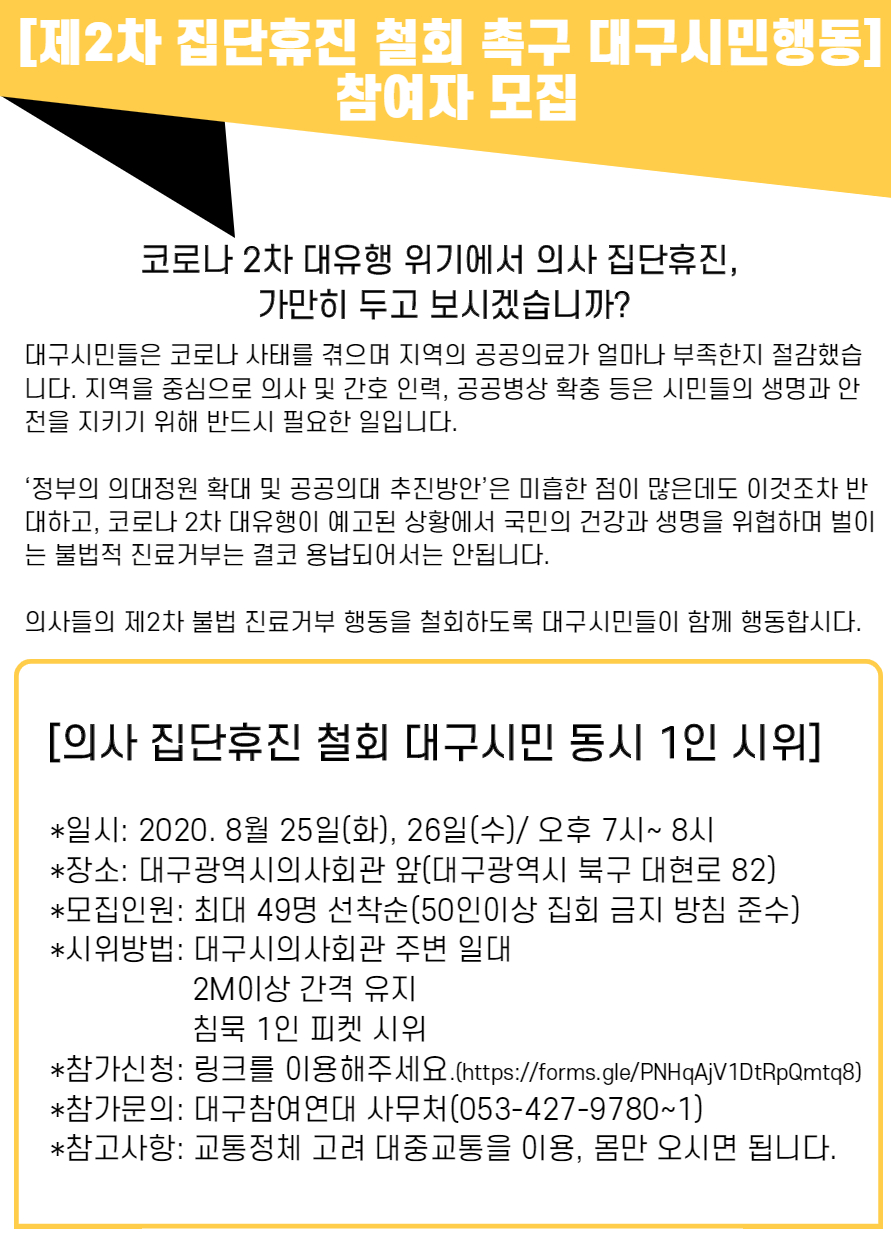 [제2차 집단휴진 철회 촉구 대구시민행동]
참여자 모집
코로나 2차 대유행 위기에서 의사 집단휴진,
가만히 두고 보시겠습니까?
대구시민들은 코로나 사태를 겪으며 지역의 공공의료가 얼마나 부족한지 절감했습
니다. 지역을 중심으로 의사 및 간호 인력, 공공병상 확충 등은 시민들의 생명과 안
전을 지키기 위해 반드시 필요한 일입니다.
‘정부의 의대정원 확대 및 공공의대 추진방안’은 미흡한 점이 많은데도 이것조차 반
대하고, 코로나 2차 대유행이 예고된 상황에서 국민의 건강과 생명을 위협하며 벌이
는 불법적 진료거부는 결코 용납되어서는 안됩니다.
의사들의 제2차 불법 진료거부 행동을 철회하도록 대구시민들이 함께 행동합시다.
[의사 집단휴진 철회 대구시민 동시 1인 시위]
*일시: 2020. 8월 25일(화), 26일(수)/ 오후 7시~ 8시
*장소: 대구광역시의사회관 앞(대구광역시 북구 대현로 82)
*모집인원: 최대 49명 선착순(50인이상 집회 금지 방침 준수)
*시위방법: 대구시의사회관 주변 일대
2M이상 간격 유지
침묵 1인 피켓 시위
*참가신청: 링크를 이용해주세요.(https://forms.gle/PNHqAjV1DtRpQmtq8)
*참가문의: 대구참여연대 사무처(053-427-9780~1)
*참고사항: 교통정체 고려 대중교통을 이용, 몸만 오시면 됩니다.